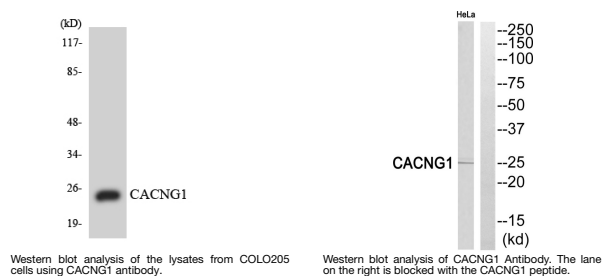 (kD)
117-
85-
48-
34-
26-
19-
CACNG1
Western blot analysis of the lysates from COLO205
cells using CACNG1 antibody.
HeLa
--250
--150
--100
--75
--50
--37
--25
--20
--15
(kd)
CACNG1
Western blot analysis of CACNG1 Antibody. The lane
on the right is blocked with the CACNG1 peptide.